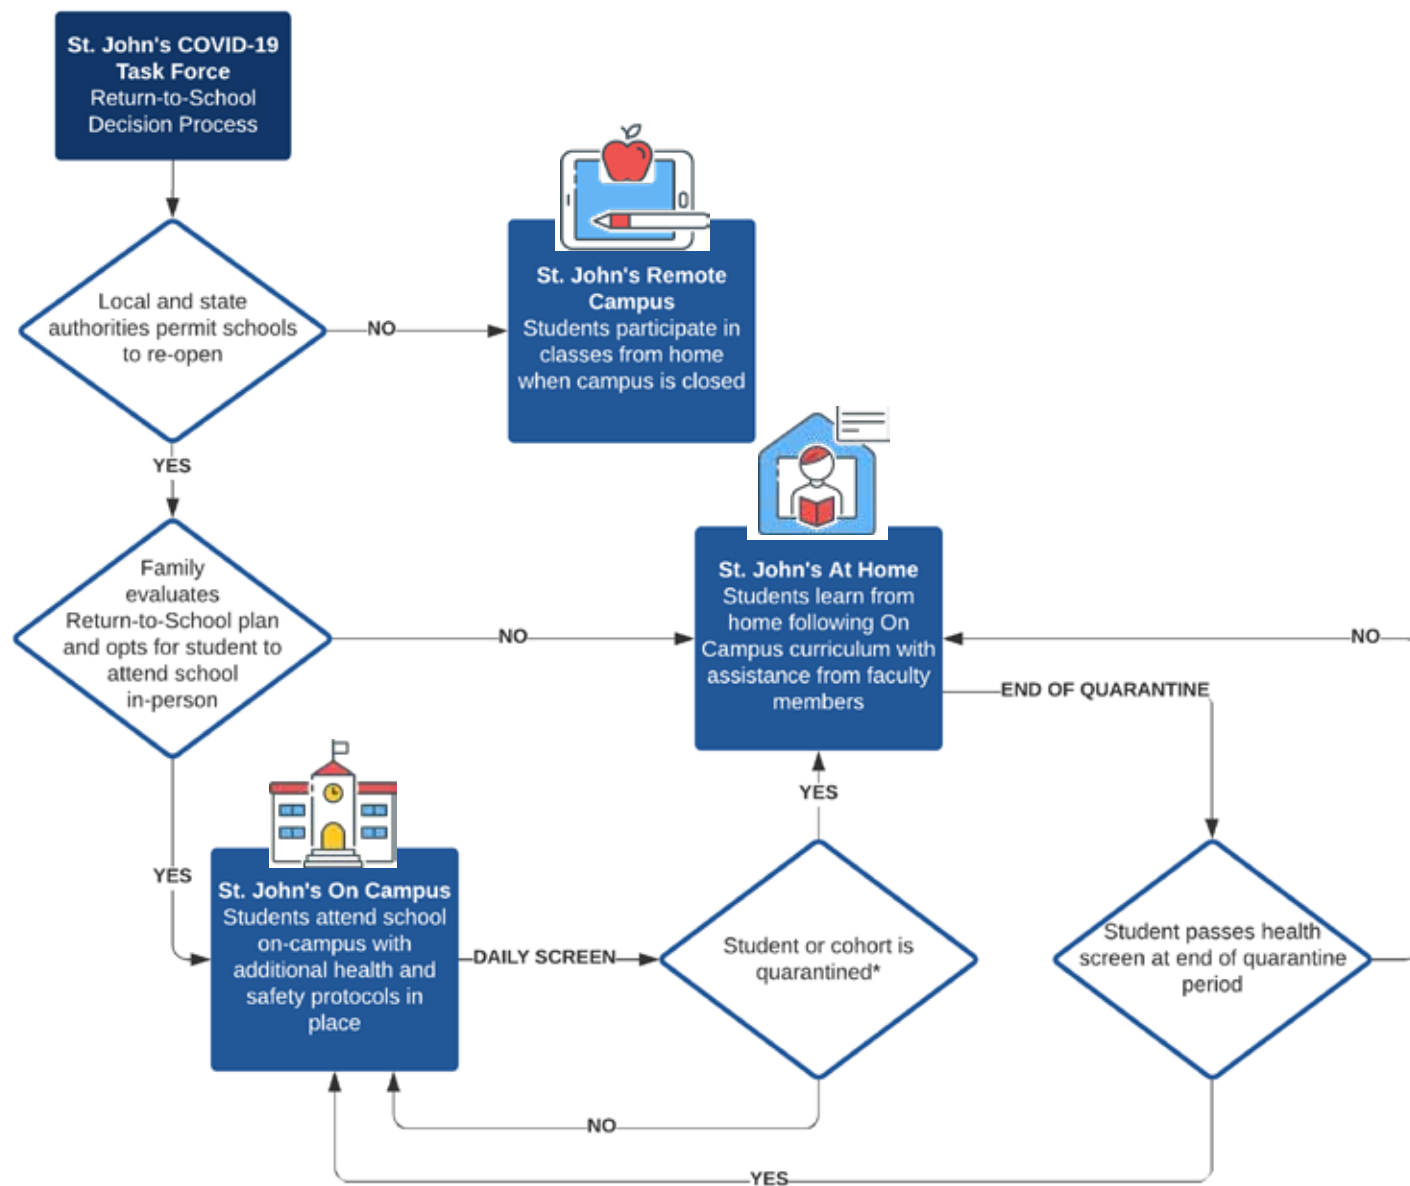 St. John's COVID-19
Task Force
Return-to-School
Decision Process
Local and state
authorities permit schools
to re-open
NO
St. John's Remote
Campus
Students participate in
classes from home
when campus is closed
YES
Family
evaluates
Return-to-School plan
and opts for student to
attend school
in-person
NO
St. John's At Home
Students learn from
home following On
Campus curriculum with
assistance from faculty
members
NO
END OF QUARANTINE
YES
YES
St. John's On Campus
Students attend school
on-campus with
additional health and
safety protocols in
place
DAILY SCREEN
Student or cohort is
quarantined*
Student passes health
screen at end of quarantine
period
NO
YES